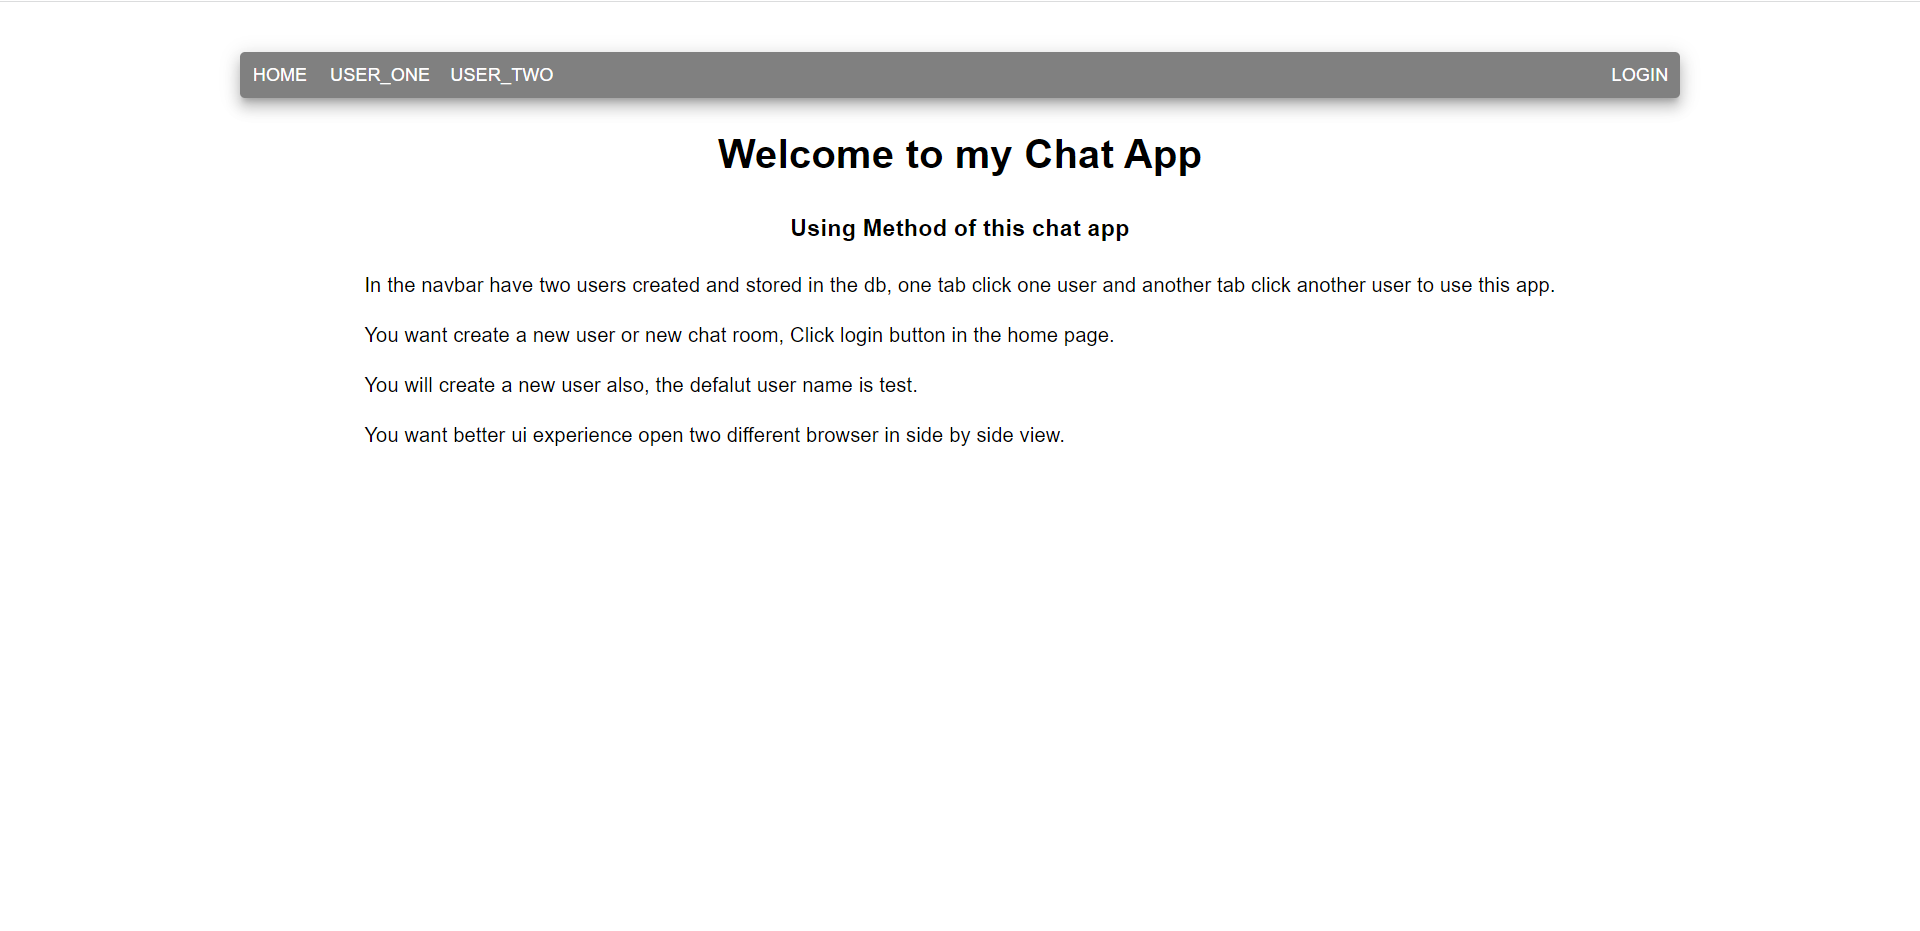 HOME USER_ONE USER_TWO LOGIN
Welcome to my Chat App
Using Method of this chat app
In the navbar have two users created and stored in the db, one tab click one user and another tab click another user to use this app.
You want create a new user or new chat room, Click login button in the home page.
You will create a new user also, the defalut user name is test.
You want better ui experience open two different browser in side by side view.